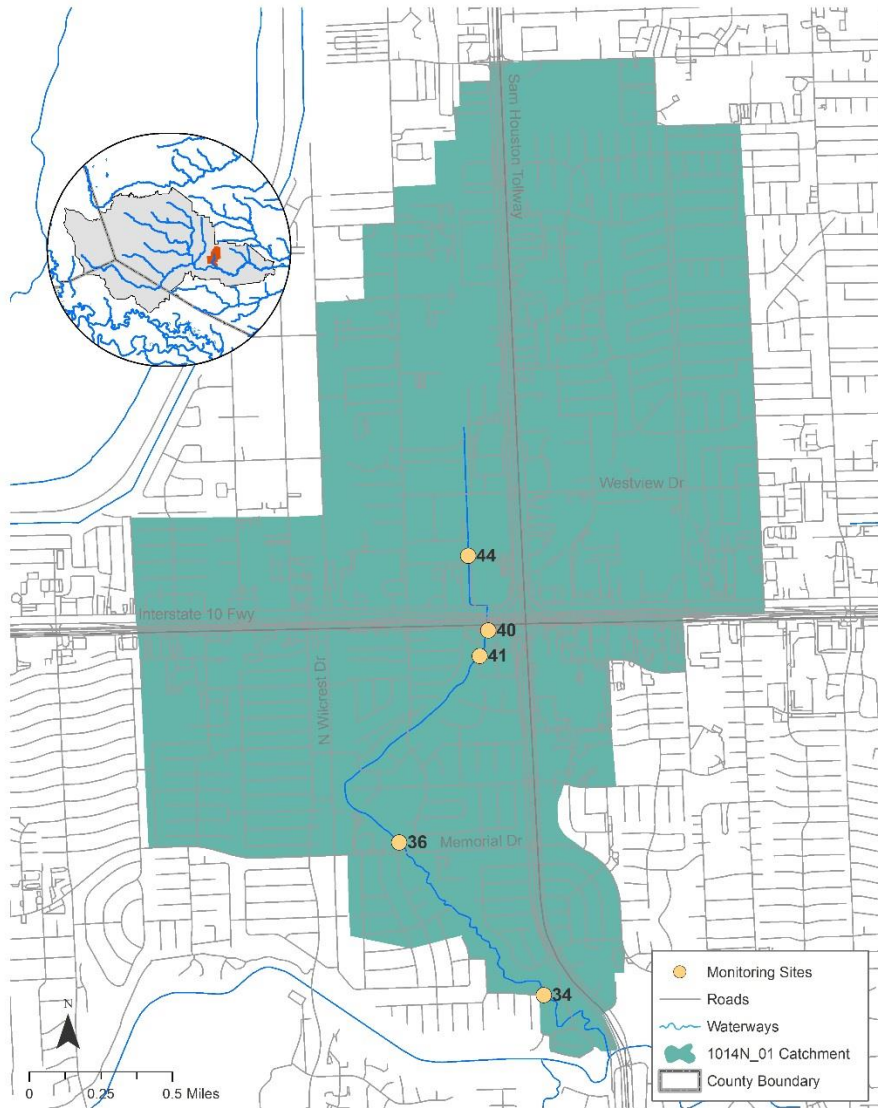 Sam Houston Tollway
Westview Dr
44
Interstate 10 Fwy
40
41
N Wilcrest Dr
36
Memorial Dr
34
Monitoring Sites
Roads
Waterways
1014N_01 Catchment
County Boundary
N
0 0.25 0.5 Miles